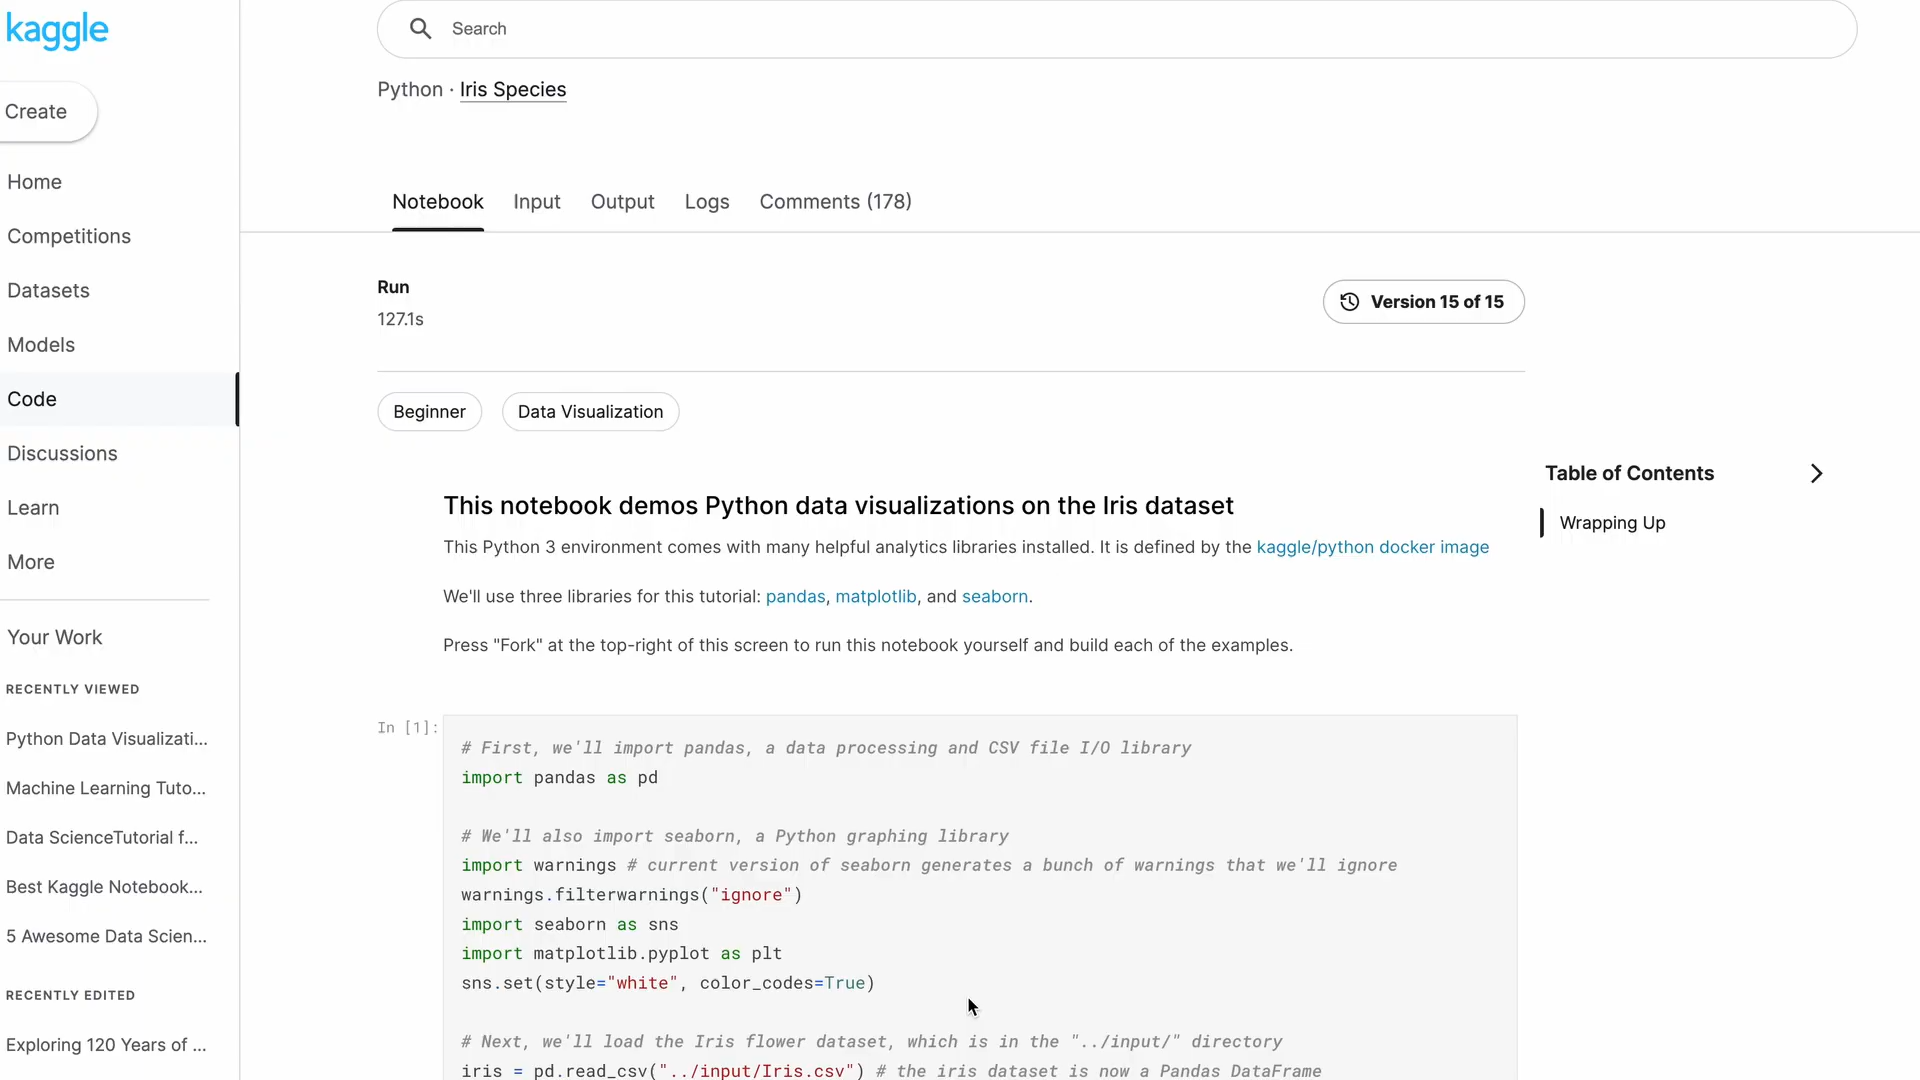 kaggle
Search
Python · Iris Species
Create
Home
Competitions
Datasets
Models
Code
Discussions
Learn
More
Your Work
RECENTLY VIEWED
Python Data Visualizati...
Machine Learning Tuto...
Data ScienceTutorial f...
Best Kaggle Notebook...
5 Awesome Data Scien...
RECENTLY EDITED
Exploring 120 Years of ...
Notebook Input Output Logs Comments (178)
Run
127.1s
Version 15 of 15
Beginner Data Visualization
This notebook demos Python data visualizations on the Iris dataset
This Python 3 environment comes with many helpful analytics libraries installed. It is defined by the kaggle/python docker image
We'll use three libraries for this tutorial: pandas, matplotlib, and seaborn.
Press "Fork" at the top-right of this screen to run this notebook yourself and build each of the examples.
In [1]:
# First, we'll import pandas, a data processing and CSV file I/O library
import pandas as pd
# We'll also import seaborn, a Python graphing library
import warnings # current version of seaborn generates a bunch of warnings that we'll ignore
warnings.filterwarnings("ignore")
import seaborn as sns
import matplotlib.pyplot as plt
sns.set(style="white", color_codes=True)
# Next, we'll load the Iris flower dataset, which is in the "../input/" directory
iris = pd.read_csv("../input/Iris.csv") # the iris dataset is now a Pandas DataFrame
Table of Contents
Wrapping Up